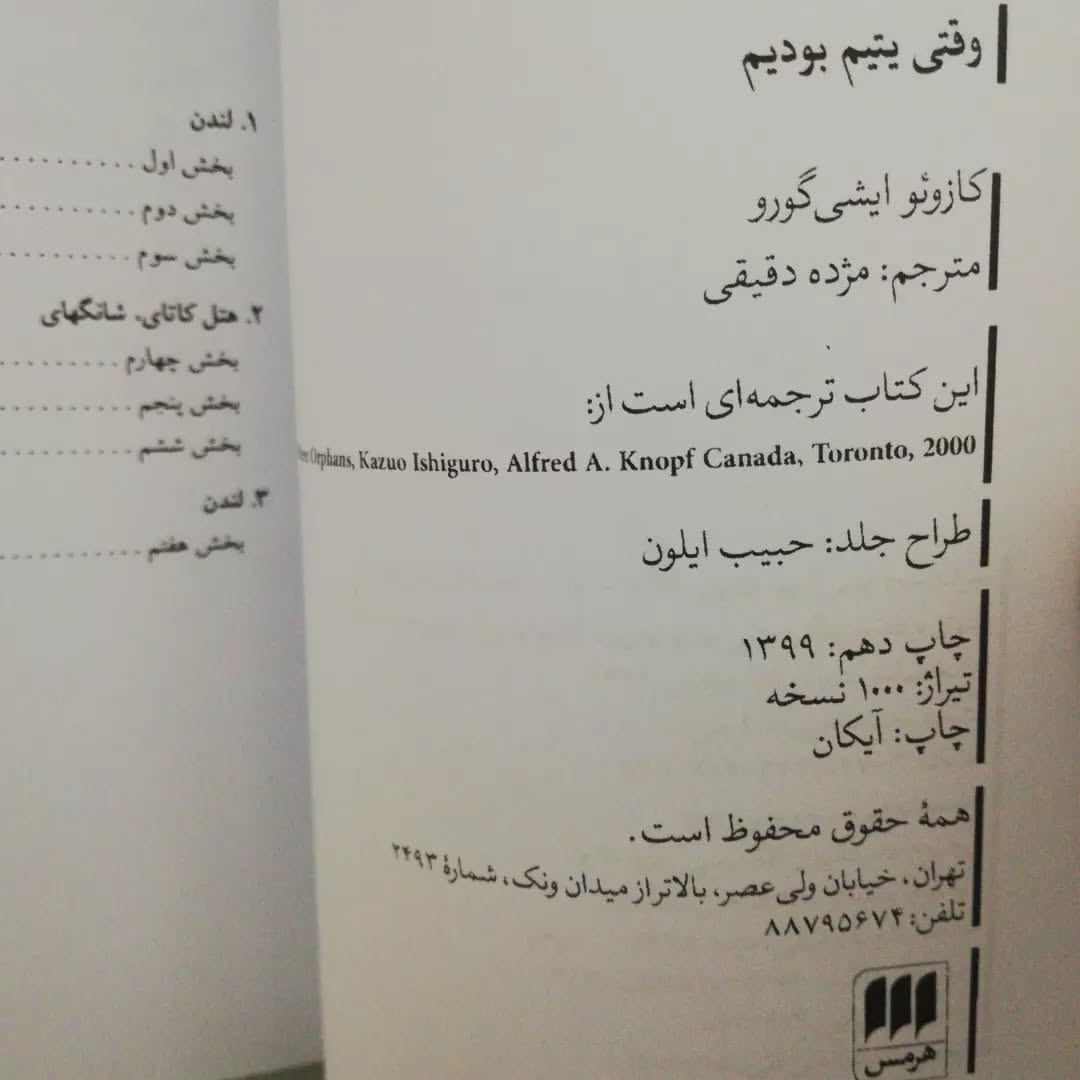 وقتی یتیم بودیم
کازوئو ایشی‌گورو
مترجم: مژده دقیقی
این کتاب ترجمه‌ای است از:
Orphans, Kazuo Ishiguro, Alfred A. Knopf Canada, Toronto, 2000
طراح جلد: حبیب ایلون
چاپ دهم: ۱۳۹۹
تیراژ: ۱۰۰۰ نسخه
چاپ: آیکان
همهٔ حقوق محفوظ است.
تهران، خیابان ولی‌عصر، بالاتر از میدان ونک، شمارهٔ ۲۴۹۳
تلفن: ۸۸۷۹۵۶۷۴
هرمس
۱. لندن
بخش اول
بخش دوم
بخش سوم
۲. هتل کاتای، شانگهای
بخش چهارم
بخش پنجم
بخش ششم
۳. لندن
بخش هفتم